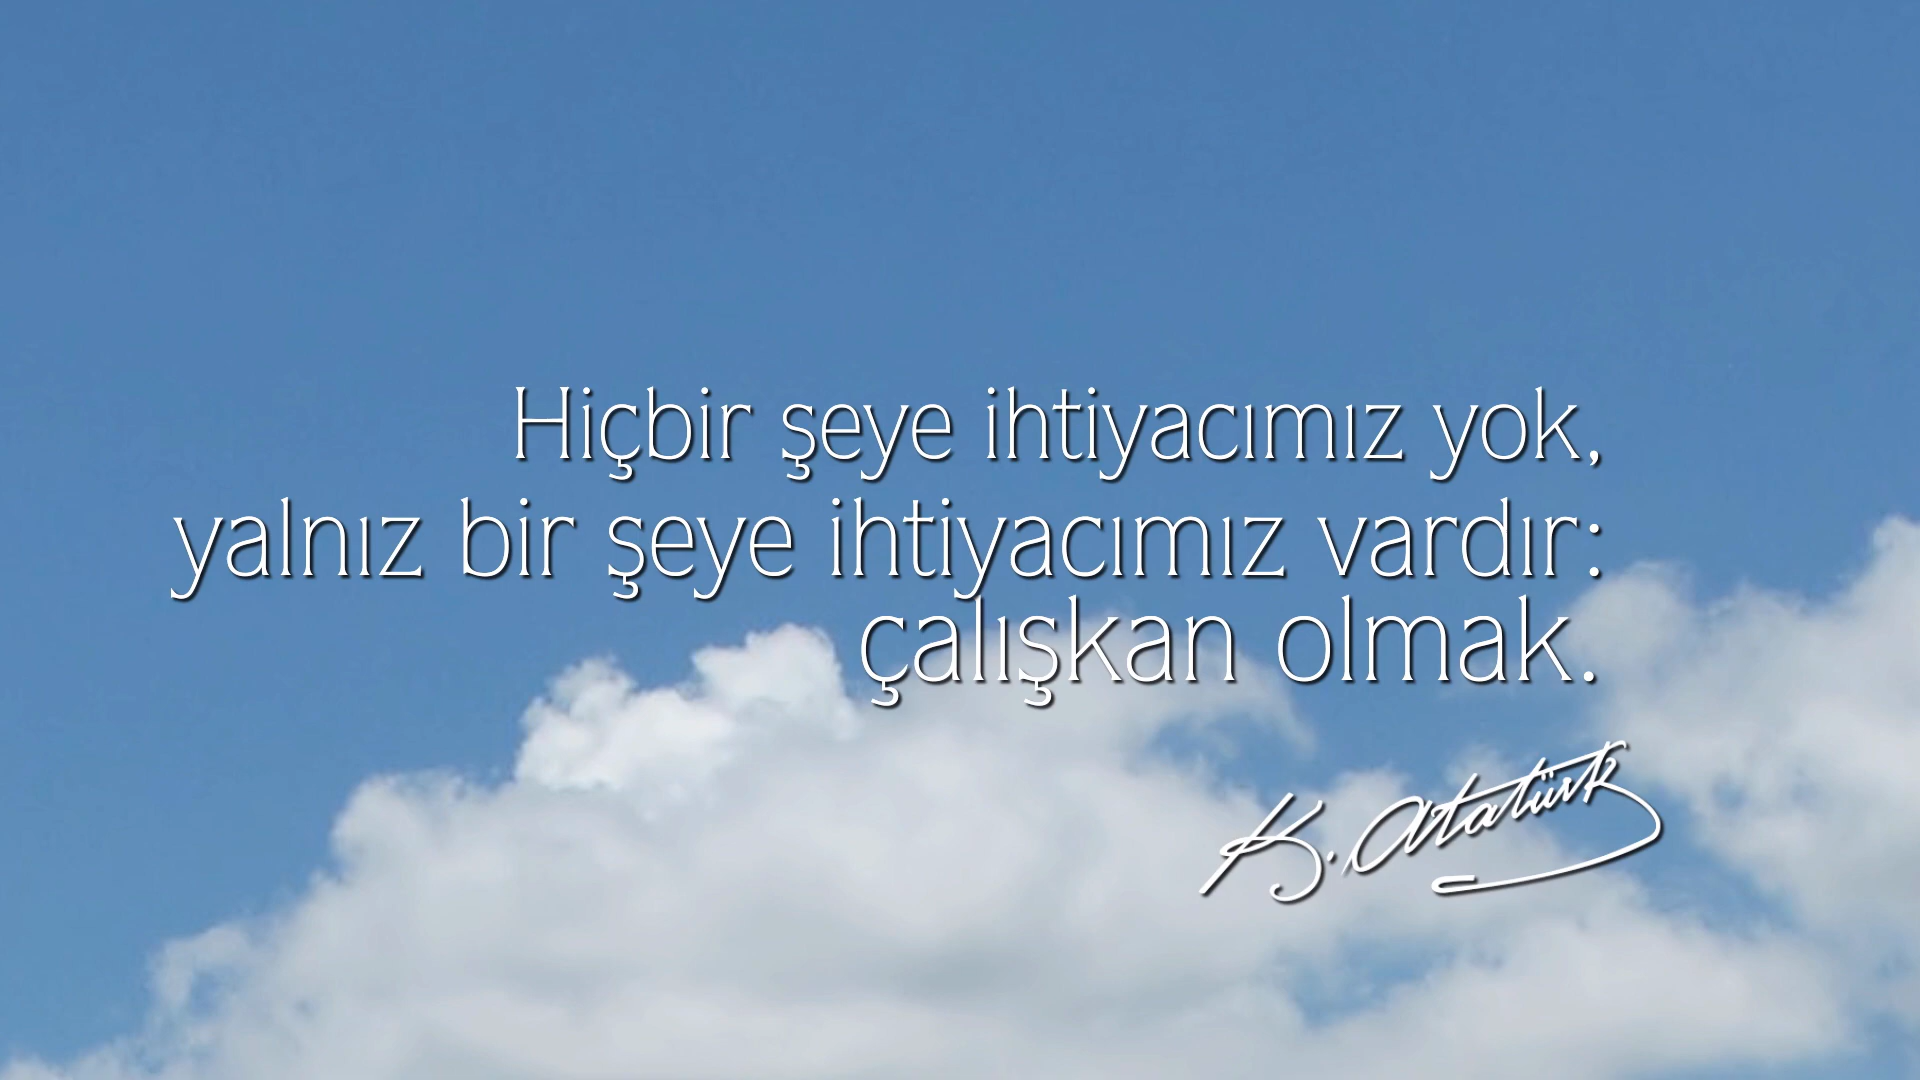 Hiçbir şeye ihtiyacımız yok,
yalnız bir şeye ihtiyacımız vardır:
çalışkan olmak.
K. Atatürk